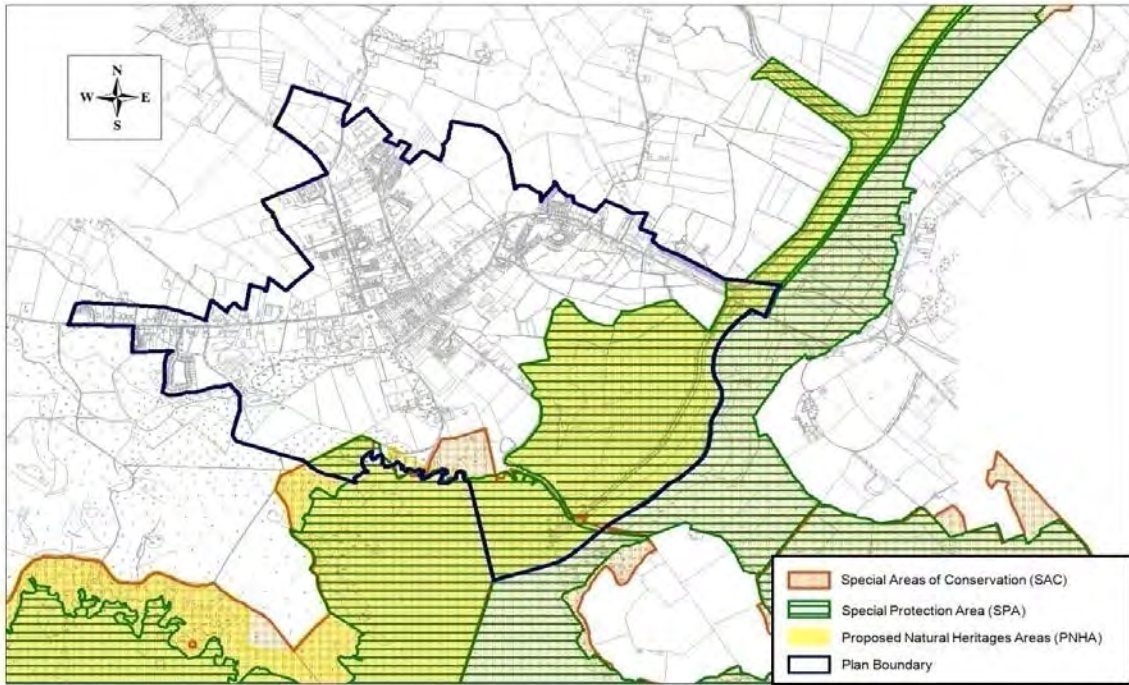 N
W E
S
Special Areas of Conservation (SAC)
Special Protection Area (SPA)
Proposed Natural Heritages Areas (PNHA)
Plan Boundary